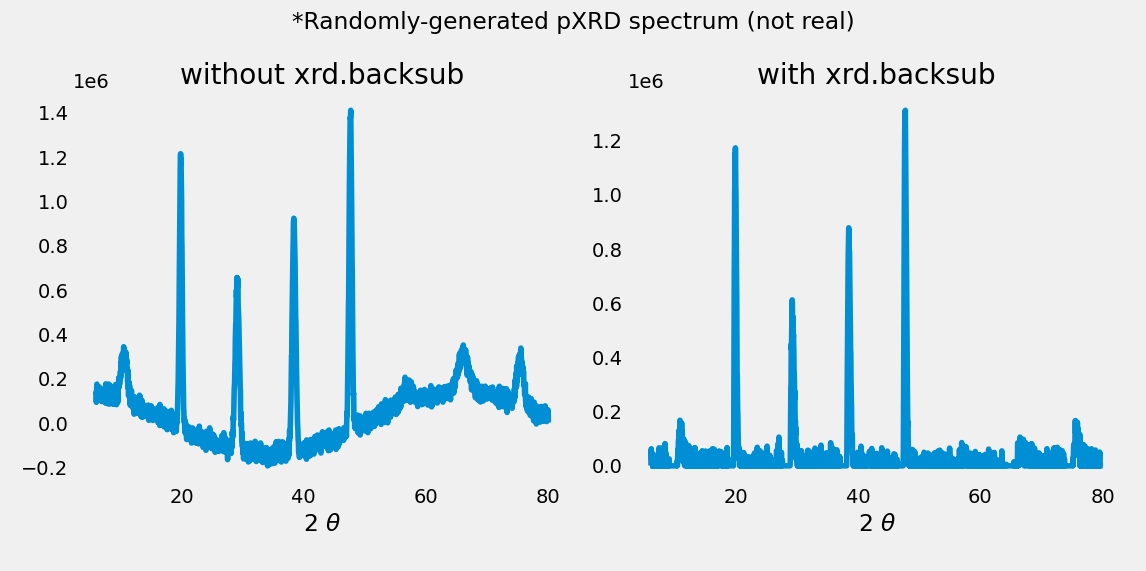 *Randomly-generated pXRD spectrum (not real)
without xrd.backsub
1e6
1.4
1.2
1.0
0.8
0.6
0.4
0.2
0.0
−0.2
20 40 60 80
2 θ
with xrd.backsub
1e6
1.2
1.0
0.8
0.6
0.4
0.2
0.0
20 40 60 80
2 θ